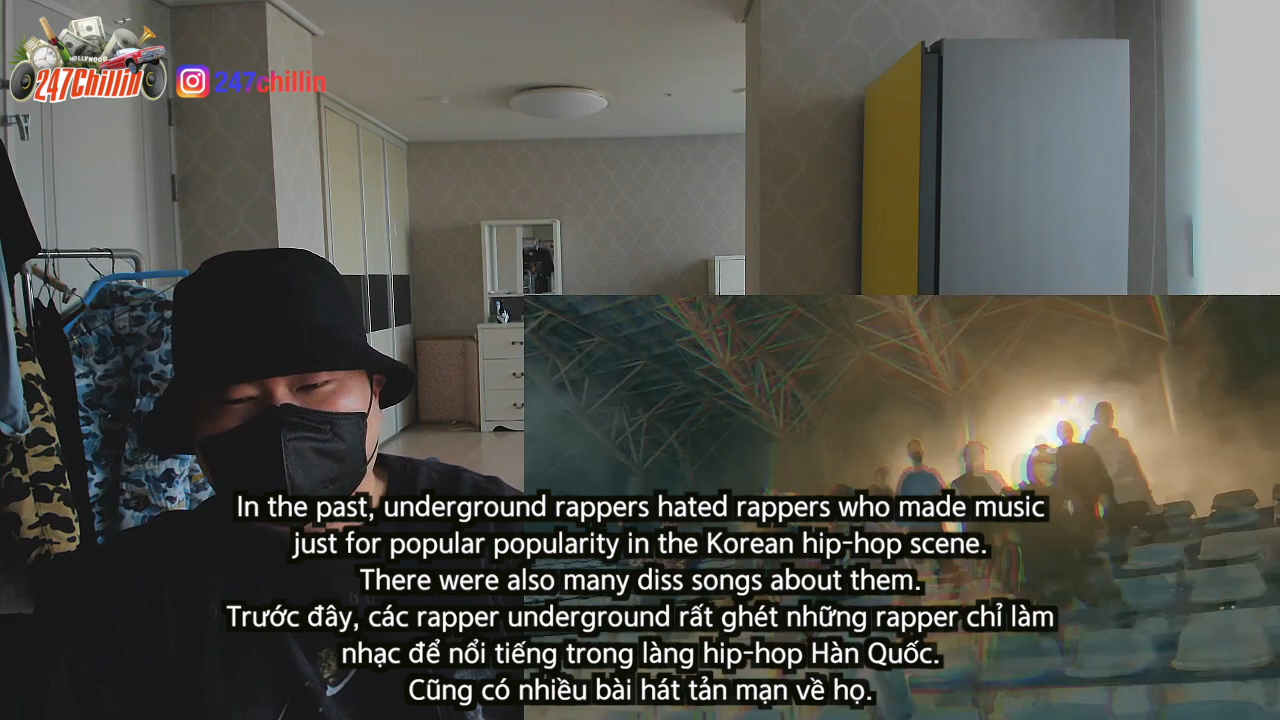 HOLLYWOOD
247Chillin
247chillin
In the past, underground rappers hated rappers who made music
just for popular popularity in the Korean hip-hop scene.
There were also many diss songs about them.
Trước đây, các rapper underground rất ghét những rapper chỉ làm
nhạc để nổi tiếng trong làng hip-hop Hàn Quốc.
Cũng có nhiều bài hát tản mạn về họ.